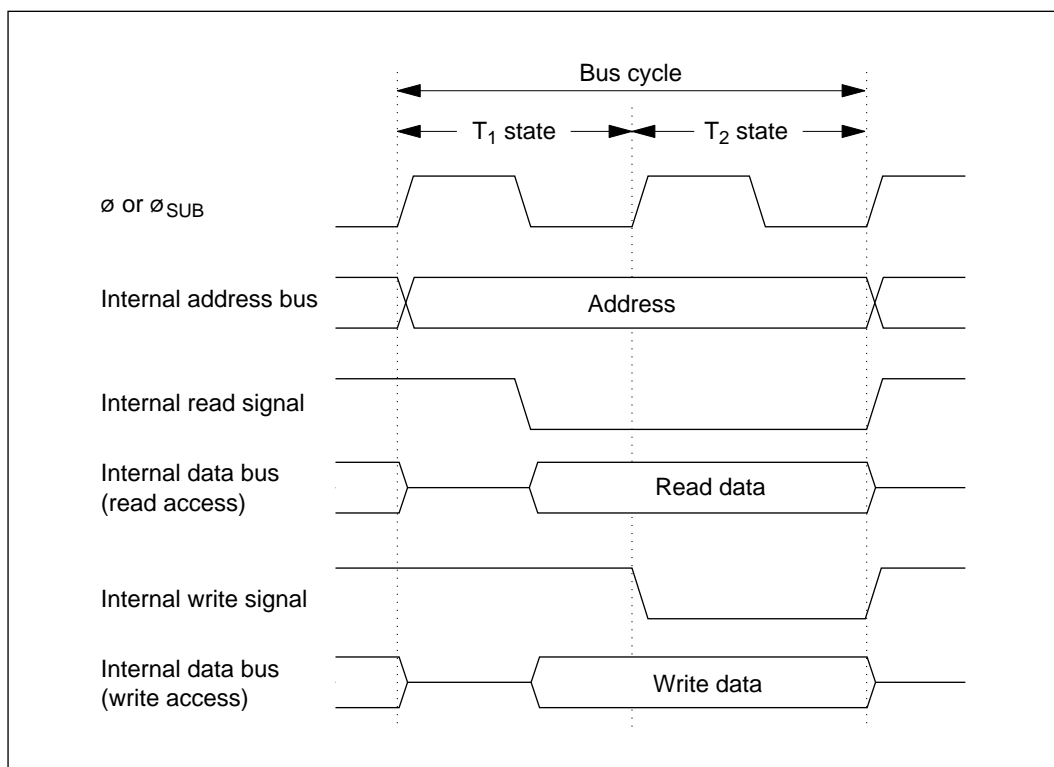 Bus cycle
T₁ state
T₂ state
ø or ø_SUB
Internal address bus
Address
Internal read signal
Internal data bus
(read access)
Read data
Internal write signal
Internal data bus
(write access)
Write data